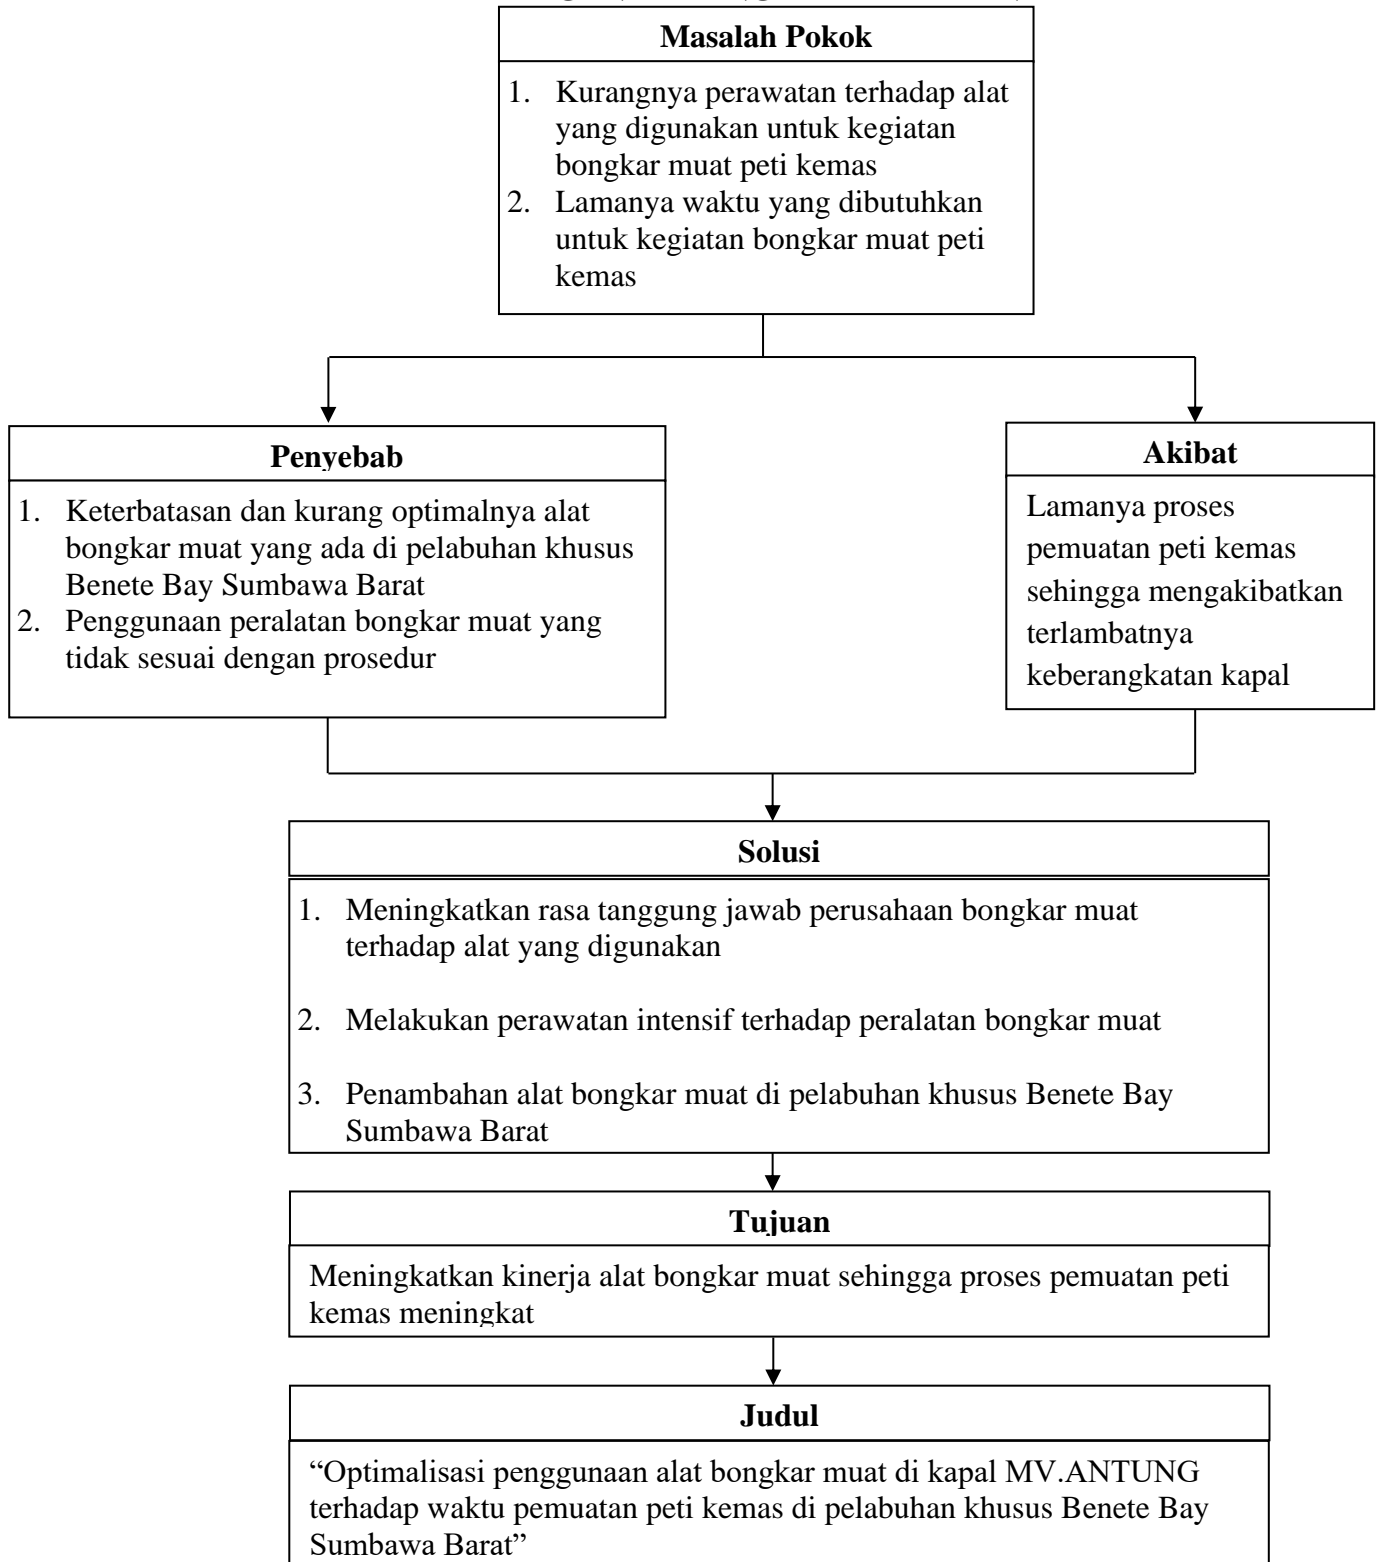 Masalah Pokok
1. Kurangnya perawatan terhadap alat
yang digunakan untuk kegiatan
bongkar muat peti kemas
2. Lamanya waktu yang dibutuhkan
untuk kegiatan bongkar muat peti
kemas
Penyebab
1. Keterbatasan dan kurang optimalnya alat
bongkar muat yang ada di pelabuhan khusus
Benete Bay Sumbawa Barat
2. Penggunaan peralatan bongkar muat yang
tidak sesuai dengan prosedur
Akibat
Lamanya proses
pemuatan peti kemas
sehingga mengakibatkan
terlambatnya
keberangkatan kapal
Solusi
1. Meningkatkan rasa tanggung jawab perusahaan bongkar muat
terhadap alat yang digunakan
2. Melakukan perawatan intensif terhadap peralatan bongkar muat
3. Penambahan alat bongkar muat di pelabuhan khusus Benete Bay
Sumbawa Barat
Tujuan
Meningkatkan kinerja alat bongkar muat sehingga proses pemuatan peti
kemas meningkat
Judul
“Optimalisasi penggunaan alat bongkar muat di kapal MV.ANTUNG
terhadap waktu pemuatan peti kemas di pelabuhan khusus Benete Bay
Sumbawa Barat”